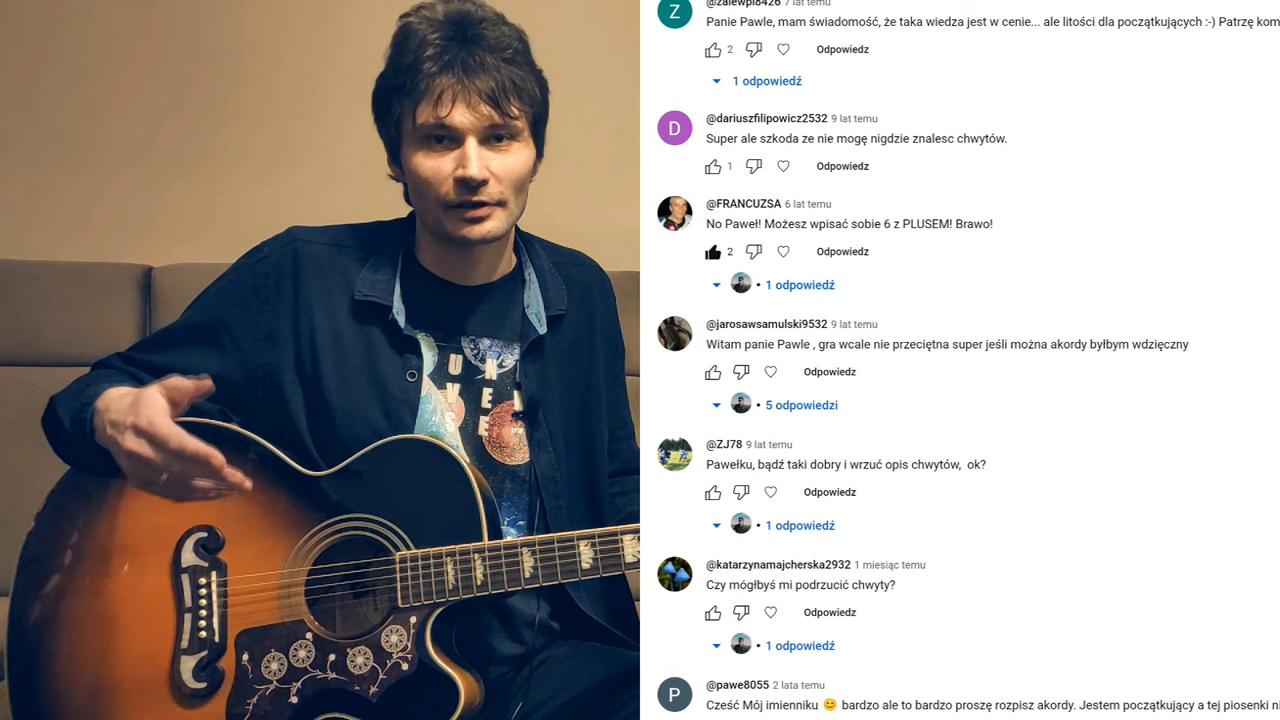 @zalewpi8426 7 lat temu
Panie Pawle, mam świadomość, że taka wiedza jest w cenie... ale litości dla początkujących :-) Patrzę kom
2 Odpowiedz
1 odpowiedź
D
@dariuszfilipowicz2532 9 lat temu
Super ale szkoda ze nie mogę nigdzie znalesc chwytów.
1 Odpowiedz
@FRANCUZSA 6 lat temu
No Paweł! Możesz wpisać sobie 6 z PLUSEM! Brawo!
2 Odpowiedz
• 1 odpowiedź
@jarosawsamulski9532 9 lat temu
Witam panie Pawle , gra wcale nie przeciętna super jeśli można akordy byłbym wdzięczny
Odpowiedz
• 5 odpowiedzi
@ZJ78 9 lat temu
Pawełku, bądź taki dobry i wrzuć opis chwytów, ok?
Odpowiedz
• 1 odpowiedź
@katarzynamajcherska2932 1 miesiąc temu
Czy mógłbyś mi podrzucić chwyty?
Odpowiedz
• 1 odpowiedź
P
@pawe8055 2 lata temu
Cześć Mój imienniku 😊 bardzo ale to bardzo proszę rozpisz akordy. Jestem początkujący a tej piosenki
Z